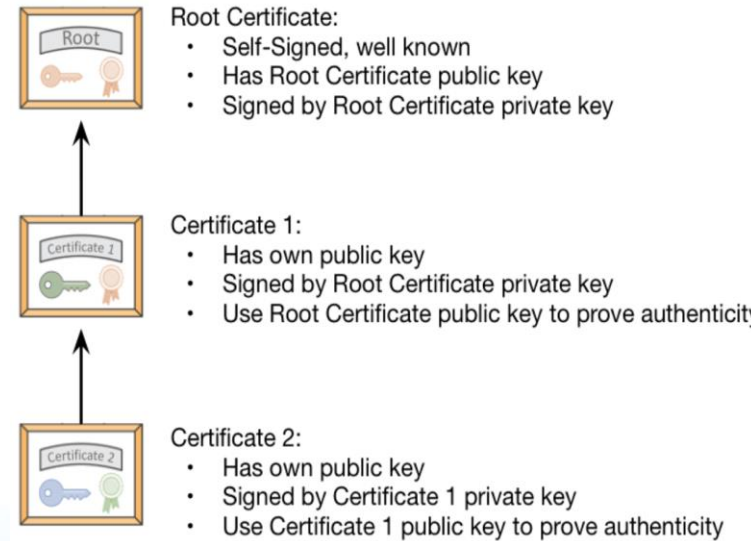 Root
Root Certificate:
• Self-Signed, well known
• Has Root Certificate public key
• Signed by Root Certificate private key
Certificate 1
Certificate 1:
• Has own public key
• Signed by Root Certificate private key
• Use Root Certificate public key to prove authenticity
Certificate 2
Certificate 2:
• Has own public key
• Signed by Certificate 1 private key
• Use Certificate 1 public key to prove authenticity